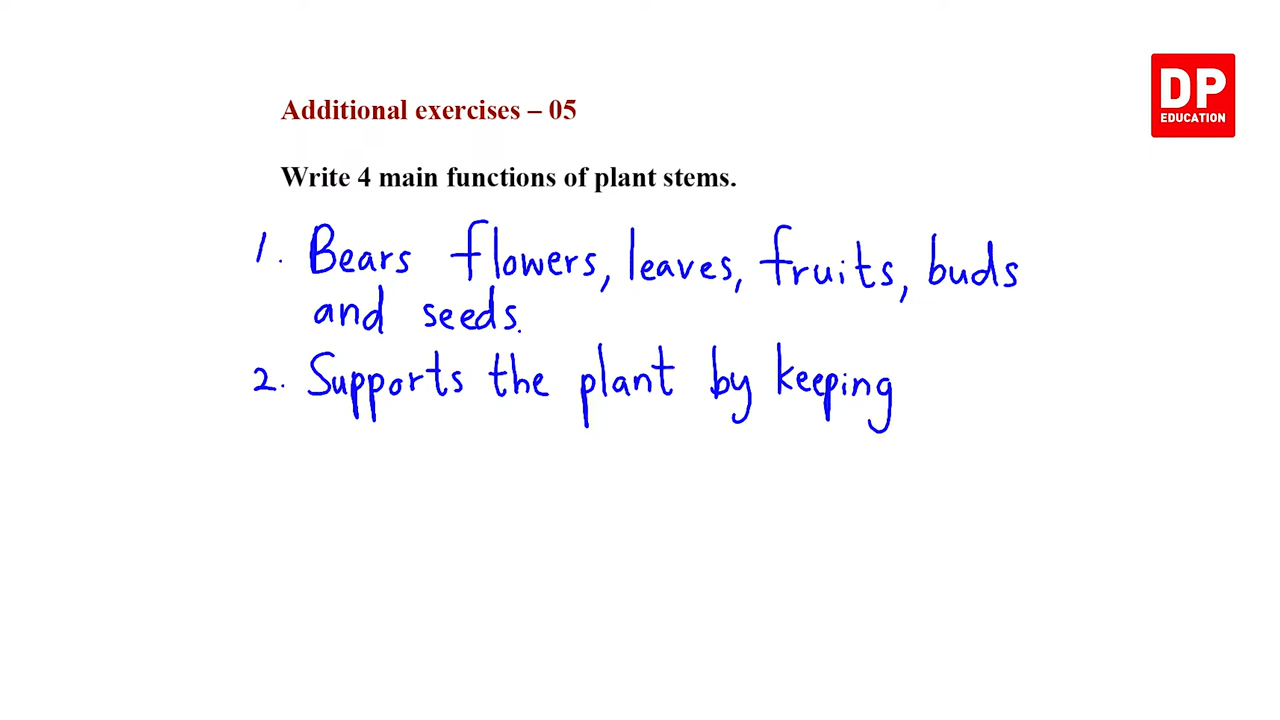 DP
EDUCATION
Additional exercises – 05
Write 4 main functions of plant stems.
1. Bears flowers, leaves, fruits, buds
and seeds.
2. Supports the plant by keeping